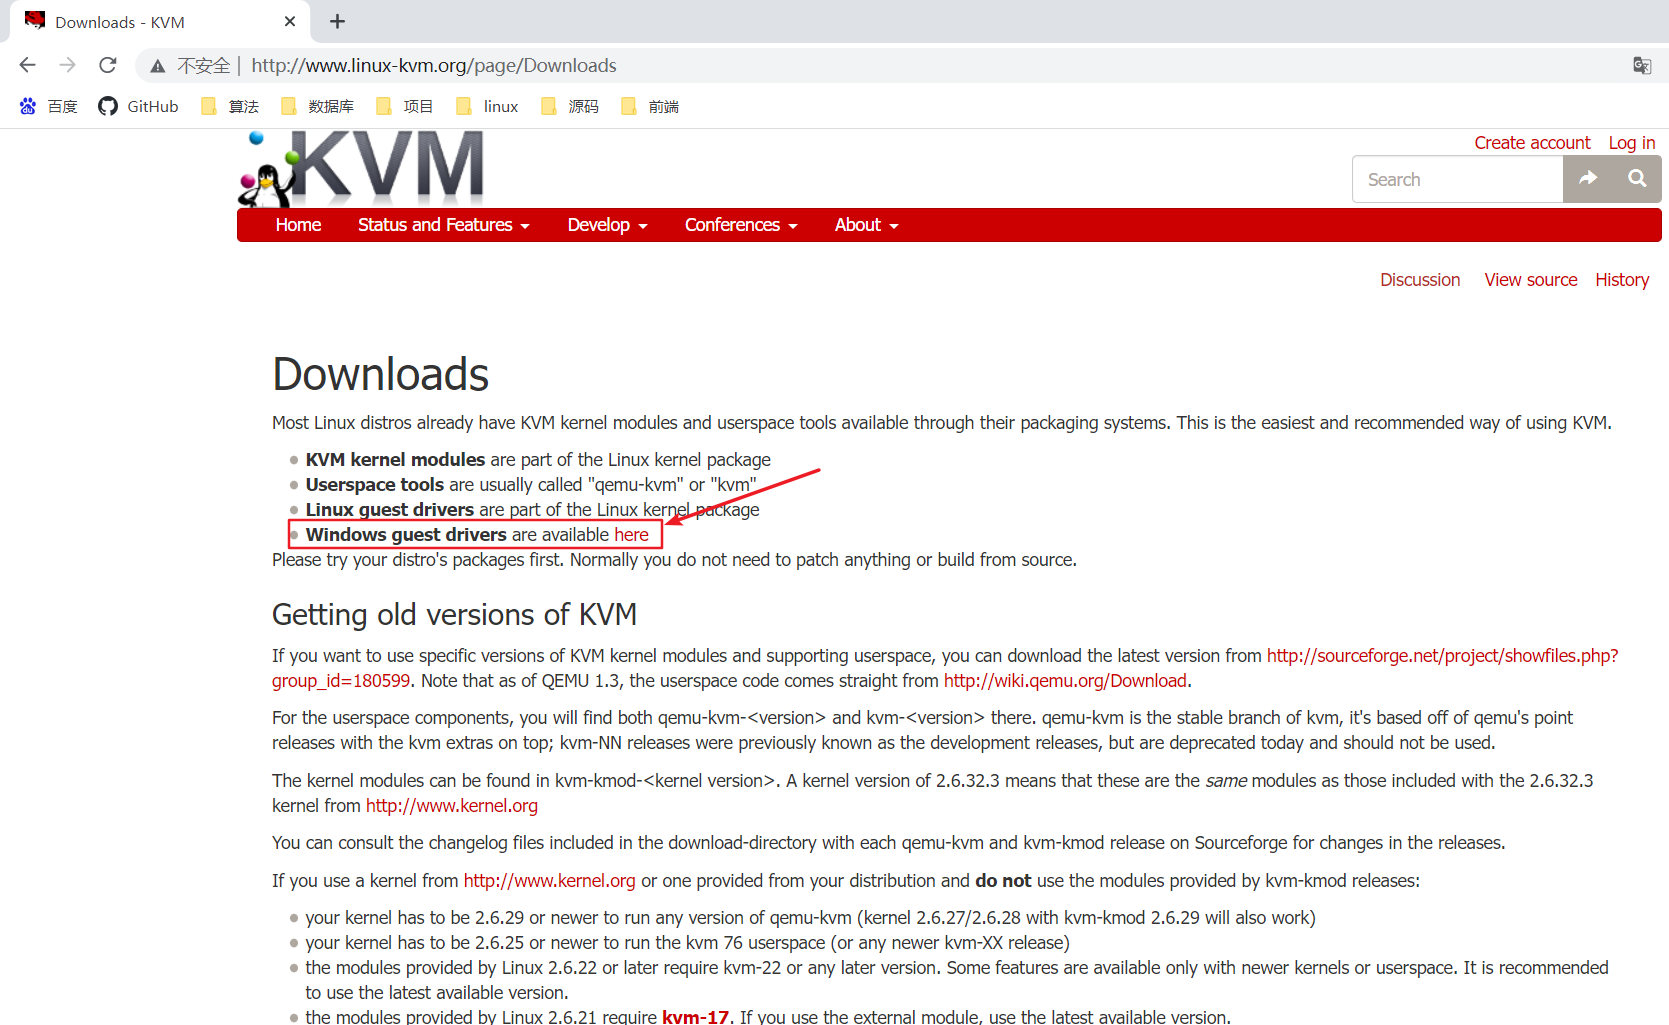 Downloads - KVM
不安全 | http://www.linux-kvm.org/page/Downloads
百度 GitHub 算法 数据库 项目 linux 源码 前端
KVM
Create account Log in
Search
Home Status and Features Develop Conferences About
Discussion View source History
Downloads
Most Linux distros already have KVM kernel modules and userspace tools available through their packaging systems. This is the easiest and recommended way of using KVM.
KVM kernel modules are part of the Linux kernel package
Userspace tools are usually called "qemu-kvm" or "kvm"
Linux guest drivers are part of the Linux kernel package
Windows guest drivers are available here
Please try your distro's packages first. Normally you do not need to patch anything or build from source.
Getting old versions of KVM
If you want to use specific versions of KVM kernel modules and supporting userspace, you can download the latest version from http://sourceforge.net/project/showfiles.php?
group_id=180599. Note that as of QEMU 1.3, the userspace code comes straight from http://wiki.qemu.org/Download.
For the userspace components, you will find both qemu-kvm-<version> and kvm-<version> there. qemu-kvm is the stable branch of kvm, it's based off of qemu's point
releases with the kvm extras on top; kvm-NN releases were previously known as the development releases, but are deprecated today and should not be used.
The kernel modules can be found in kvm-kmod-<kernel version>. A kernel version of 2.6.32.3 means that these are the same modules as those included with the 2.6.32.3
kernel from http://www.kernel.org
You can consult the changelog files included in the download-directory with each qemu-kvm and kvm-kmod release on Sourceforge for changes in the releases.
If you use a kernel from http://www.kernel.org or one provided from your distribution and do not use the modules provided by kvm-kmod releases:
your kernel has to be 2.6.29 or newer to run any version of qemu-kvm (kernel 2.6.27/2.6.28 with kvm-kmod 2.6.29 will also work)
your kernel has to be 2.6.25 or newer to run the kvm 76 userspace (or any newer kvm-XX release)
the modules provided by Linux 2.6.22 or later require kvm-22 or any later version. Some features are available only with newer kernels or userspace. It is recommended
to use the latest available version.
the modules provided by Linux 2.6.21 require kvm-17. If you use the external module, use the latest available version.